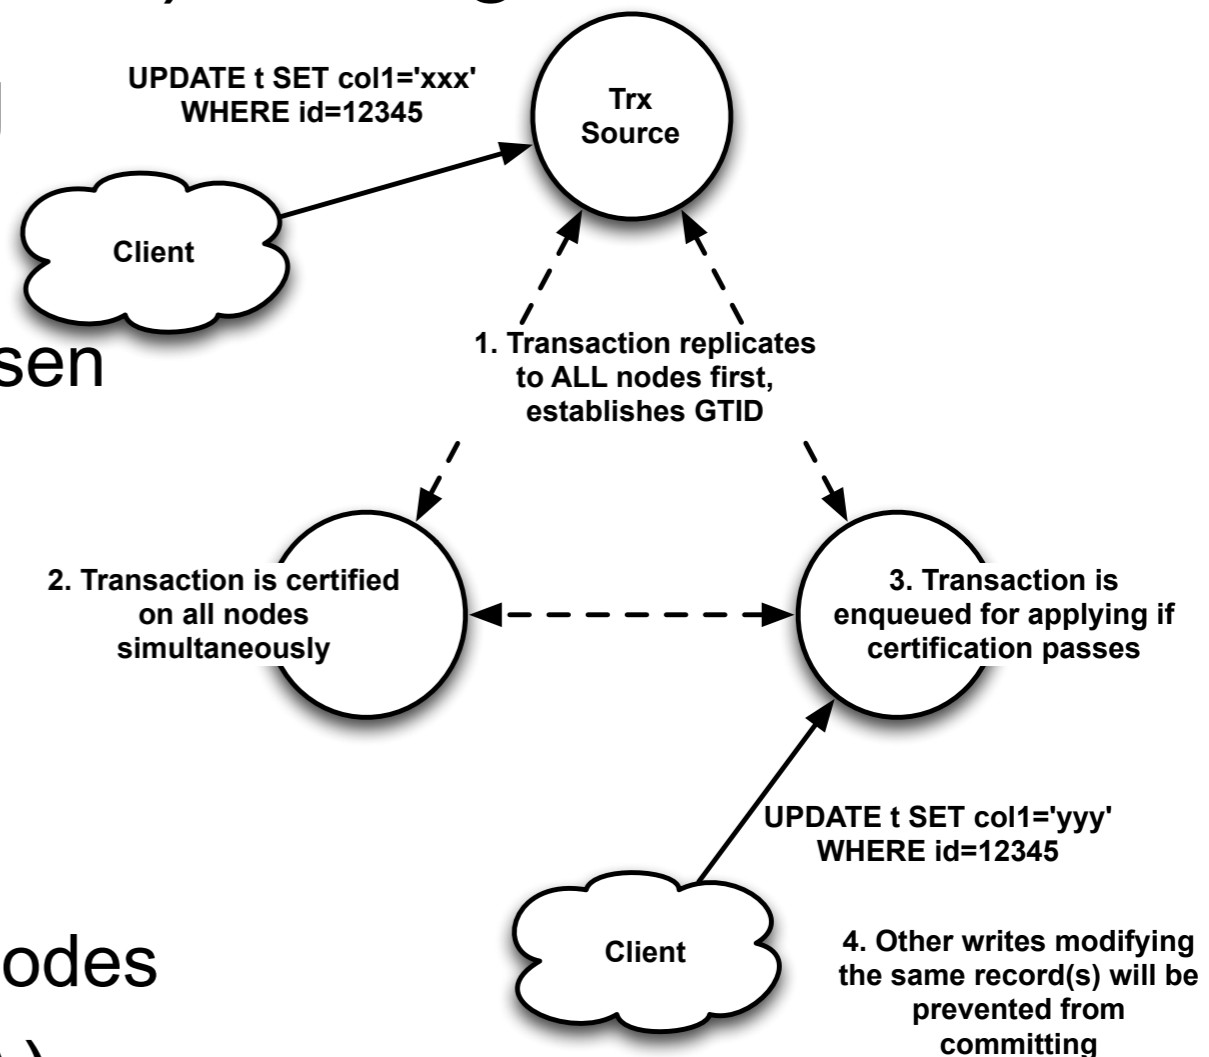 UPDATE t SET col1='xxx'
WHERE id=12345
Trx
Source
Client
1. Transaction replicates
to ALL nodes first,
establishes GTID
sen
2. Transaction is certified
on all nodes
simultaneously
3. Transaction is
enqueued for applying if
certification passes
UPDATE t SET col1='yyy'
WHERE id=12345
Client
4. Other writes modifying
the same record(s) will be
prevented from
committing
odes